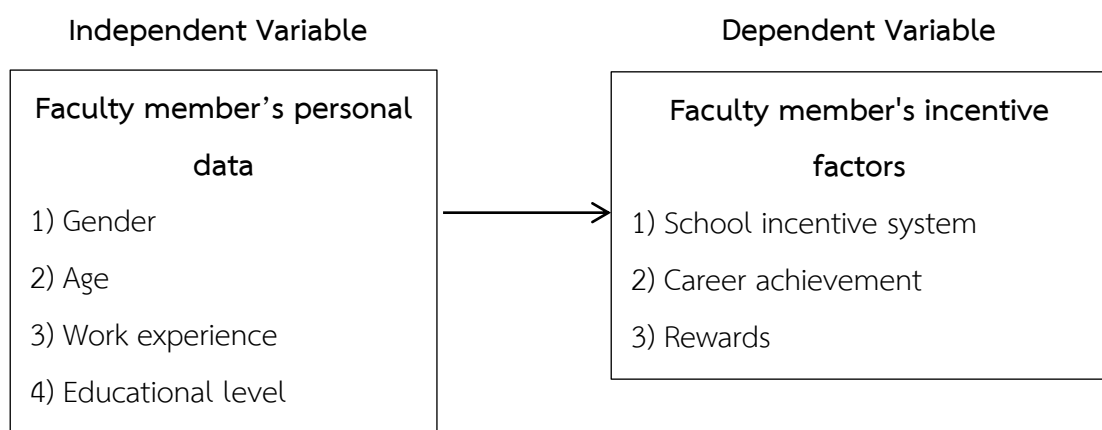 Independent Variable
Faculty member’s personal
data
1) Gender
2) Age
3) Work experience
4) Educational level
Dependent Variable
Faculty member's incentive
factors
1) School incentive system
2) Career achievement
3) Rewards